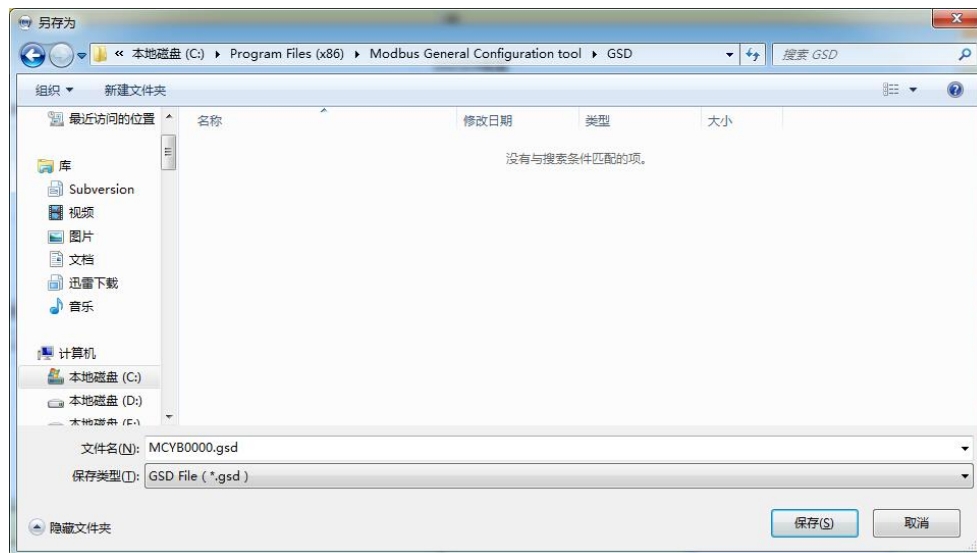 另存为
« 本地磁盘 (C:) ▸ Program Files (x86) ▸ Modbus General Configuration tool ▸ GSD
搜索 GSD
组织 ▼ 新建文件夹
最近访问的位置
名称 修改日期 类型 大小
没有与搜索条件匹配的项。
库
Subversion
视频
图片
文档
迅雷下载
音乐
计算机
本地磁盘 (C:)
本地磁盘 (D:)
本地磁盘 (E:)
文件名(N): MCYB0000.gsd
保存类型(T): GSD File ( *.gsd )
隐藏文件夹
保存(S) 取消